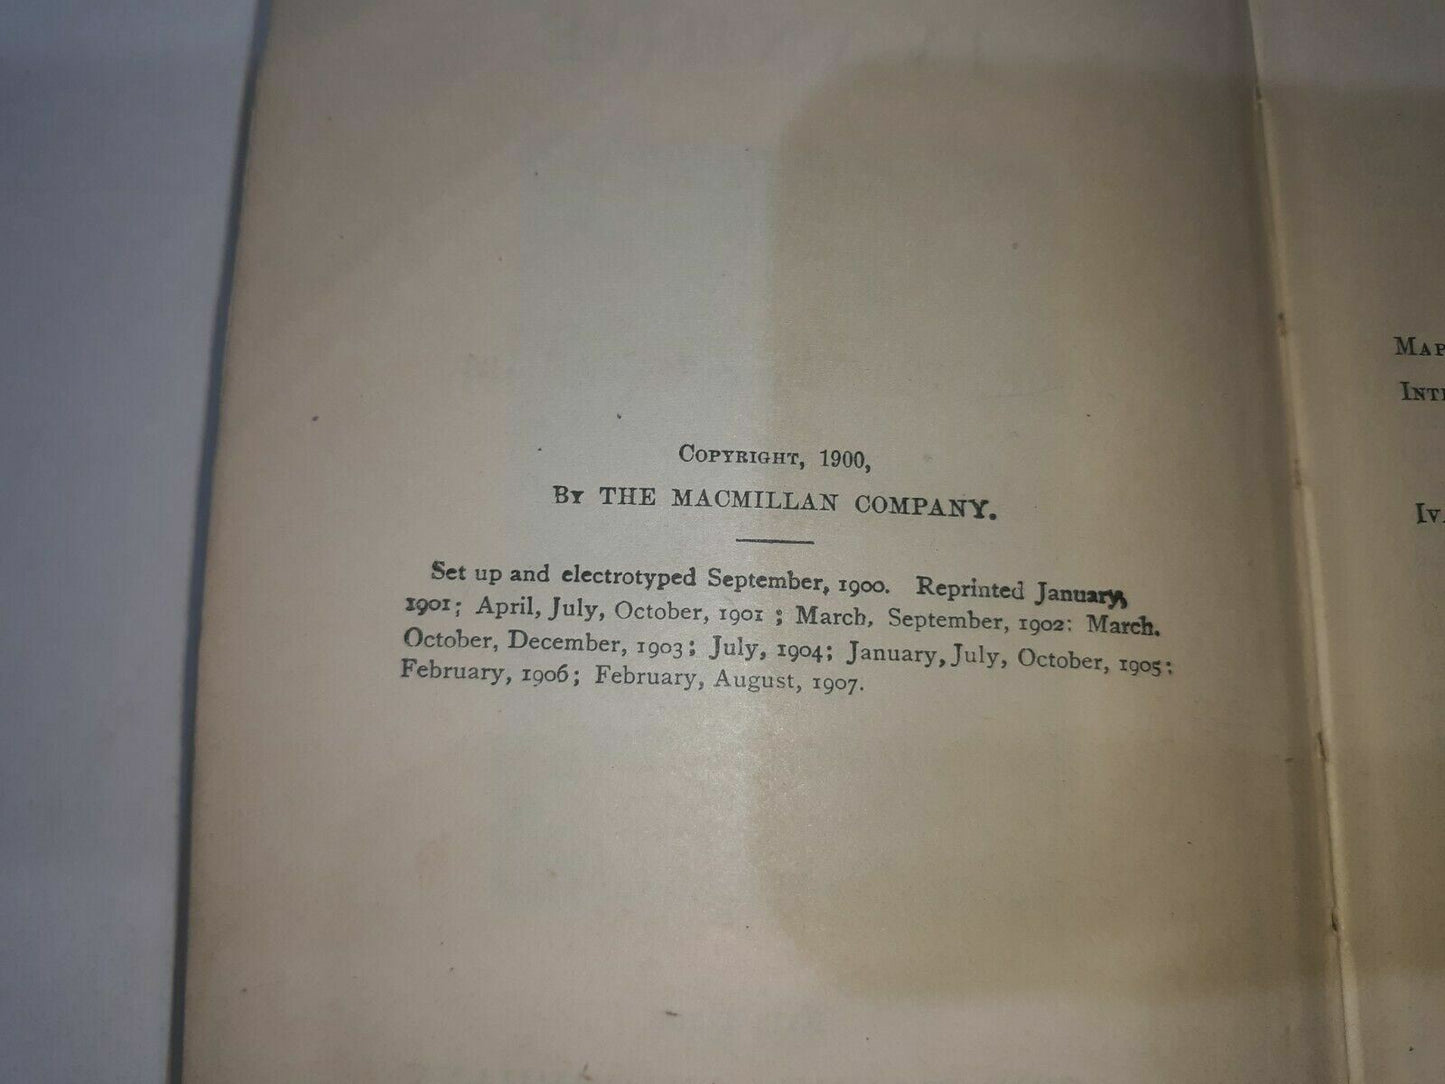 Copyright, 1900,
By THE MACMILLAN COMPANY.
Set up and electrotyped September, 1900. Reprinted January,
1901; April, July, October, 1901; March, September, 1902; March,
October, December, 1903; July, 1904; January, July, October, 1905;
February, 1906; February, August, 1907.